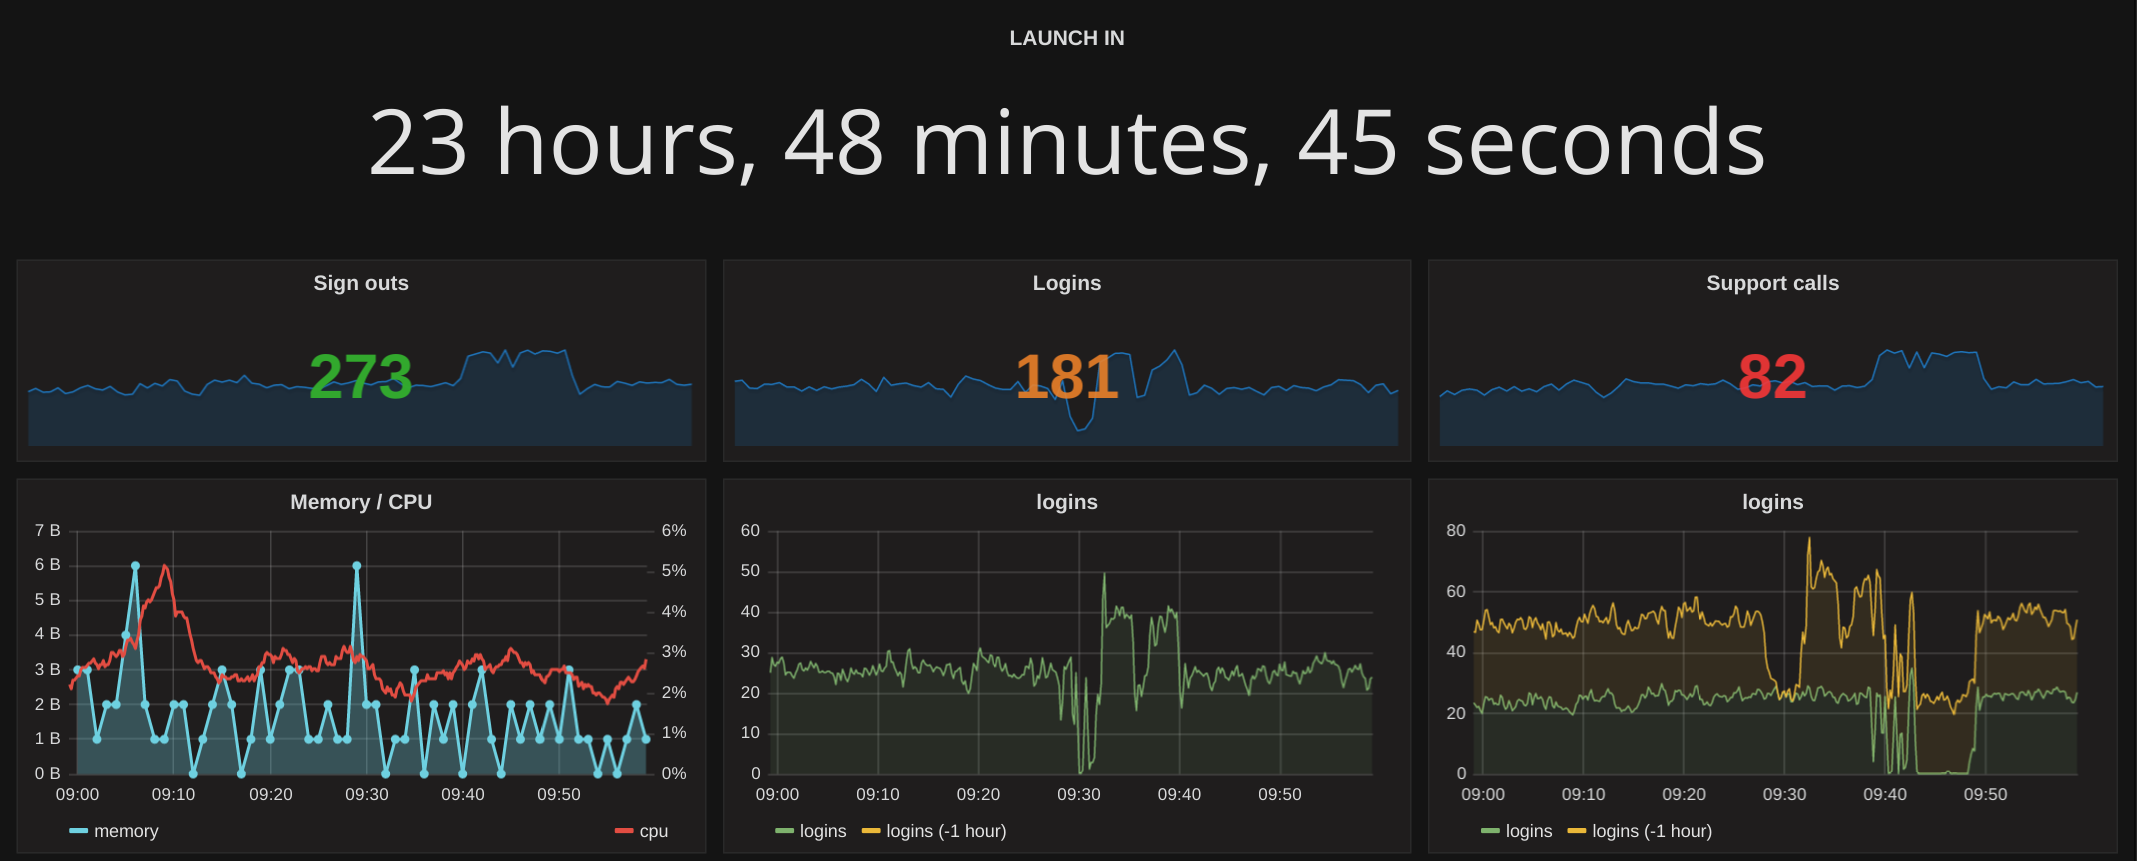 LAUNCH IN
23 hours, 48 minutes, 45 seconds
Sign outs
273
Logins
181
Support calls
82
Memory / CPU
7 B
6 B
5 B
4 B
3 B
2 B
1 B
0 B
6%
5%
4%
3%
2%
1%
0%
09:00 09:10 09:20 09:30 09:40 09:50
memory cpu
logins
60
50
40
30
20
10
0
09:00 09:10 09:20 09:30 09:40 09:50
logins logins (-1 hour)
logins
80
60
40
20
0
09:00 09:10 09:20 09:30 09:40 09:50
logins logins (-1 hour)